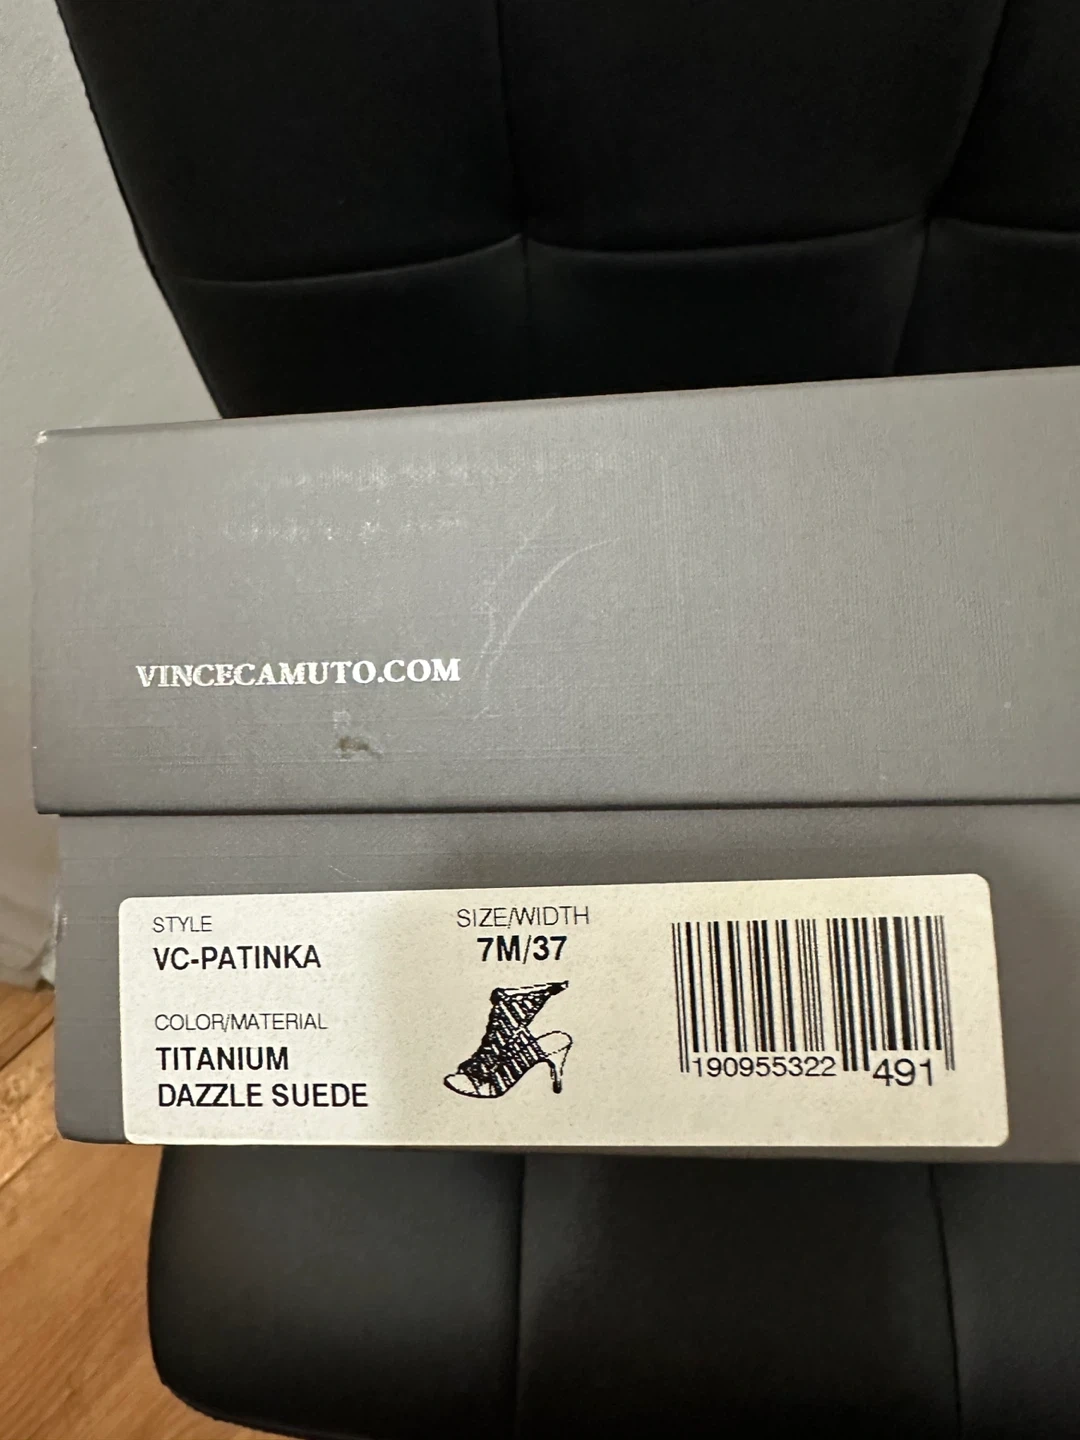 VINCECAMUTO.COM
STYLE
VC-PATINKA
COLOR/MATERIAL
TITANIUM
DAZZLE SUEDE
SIZE/WIDTH
7M/37
190955322
491